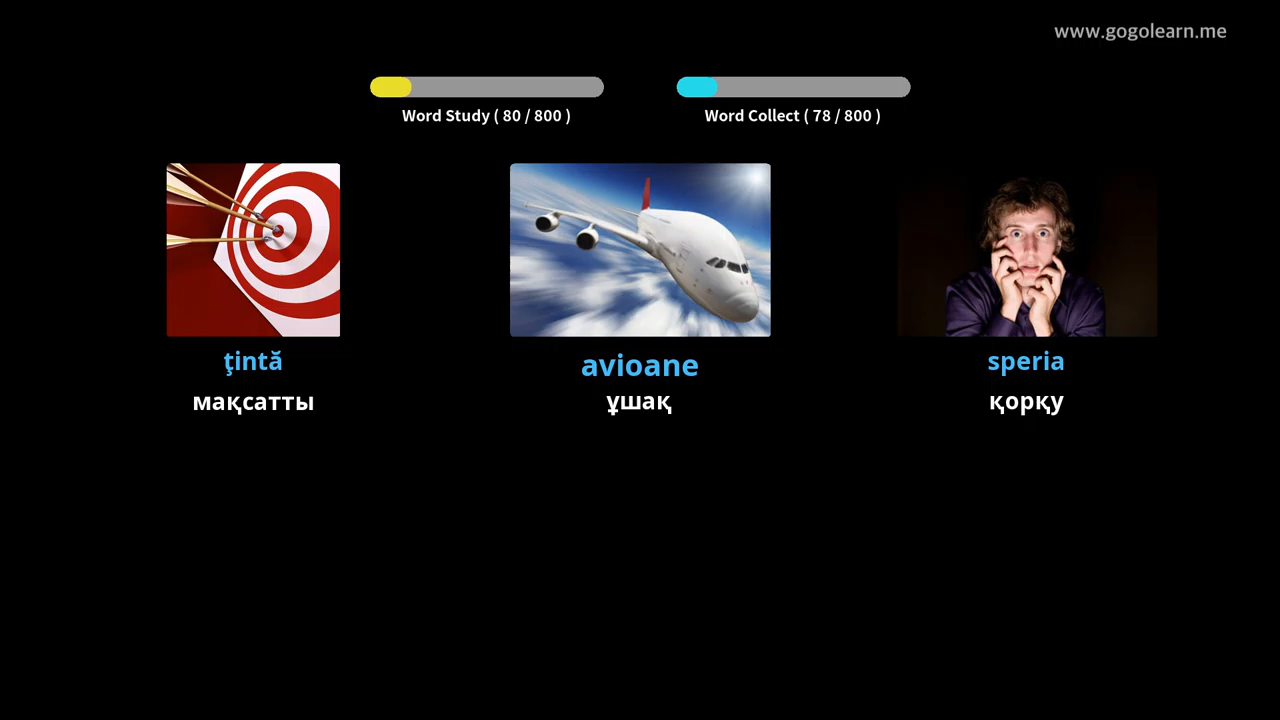 www.gogolearn.me
Word Study ( 80 / 800 )
Word Collect ( 78 / 800 )
ţintă
avioane
speria
мақсатты
ұшақ
қорқу